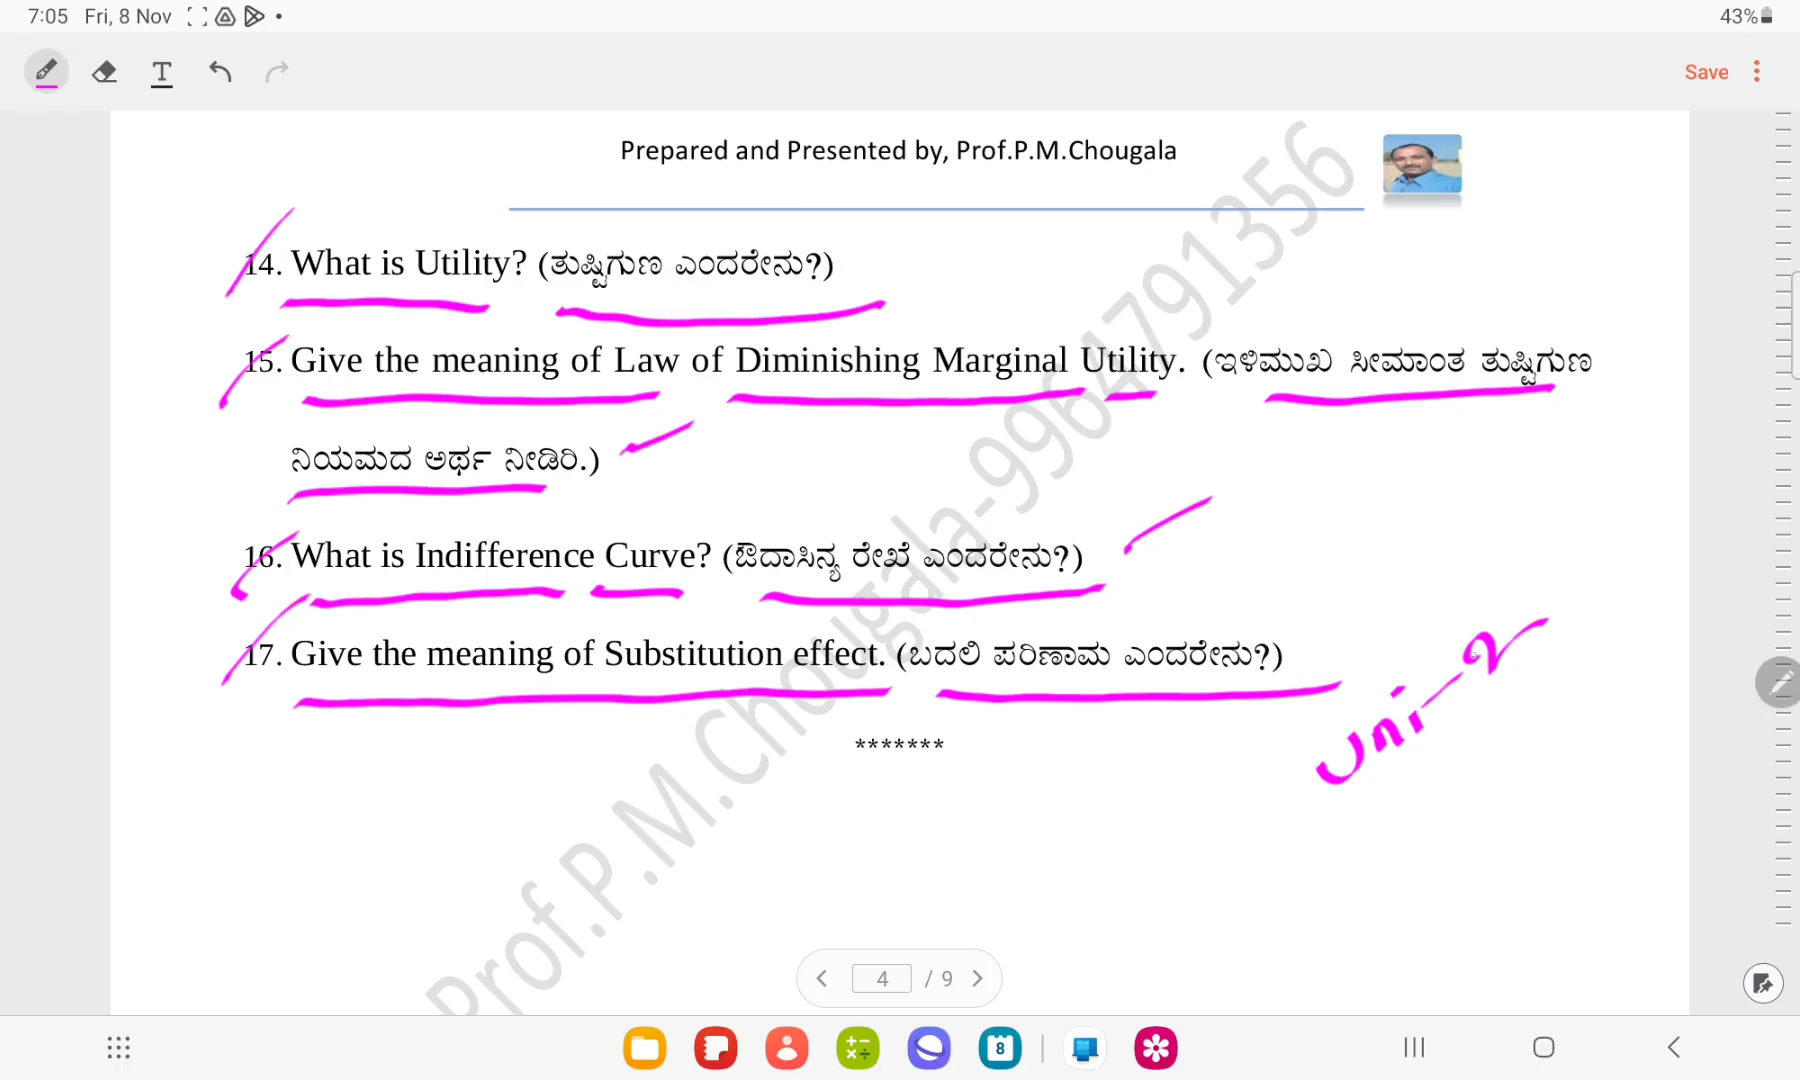 7:05 Fri, 8 Nov
43%
Save
Prepared and Presented by, Prof.P.M.Chougala
14. What is Utility? (ತುಷ್ಟಿಗುಣ ಎಂದರೇನು?)
15. Give the meaning of Law of Diminishing Marginal Utility. (ಇಳಿಮುಖ ಸೀಮಾಂತ ತುಷ್ಟಿಗುಣ
ನಿಯಮದ ಅರ್ಥ ನೀಡಿರಿ.)
16. What is Indifference Curve? (ಔದಾಸಿನ್ಯ ರೇಖೆ ಎಂದರೇನು?)
17. Give the meaning of Substitution effect. (ಬದಲಿ ಪರಿಣಾಮ ಎಂದರೇನು?)
*******
Prof.P.M.Chougala-9964791356
4 / 9
8